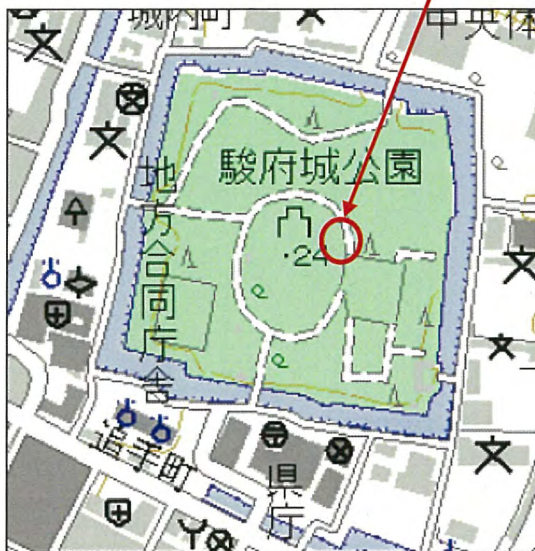 城内町
中央体
駿府城公園
·24
地方合同庁舎
追手町
県庁